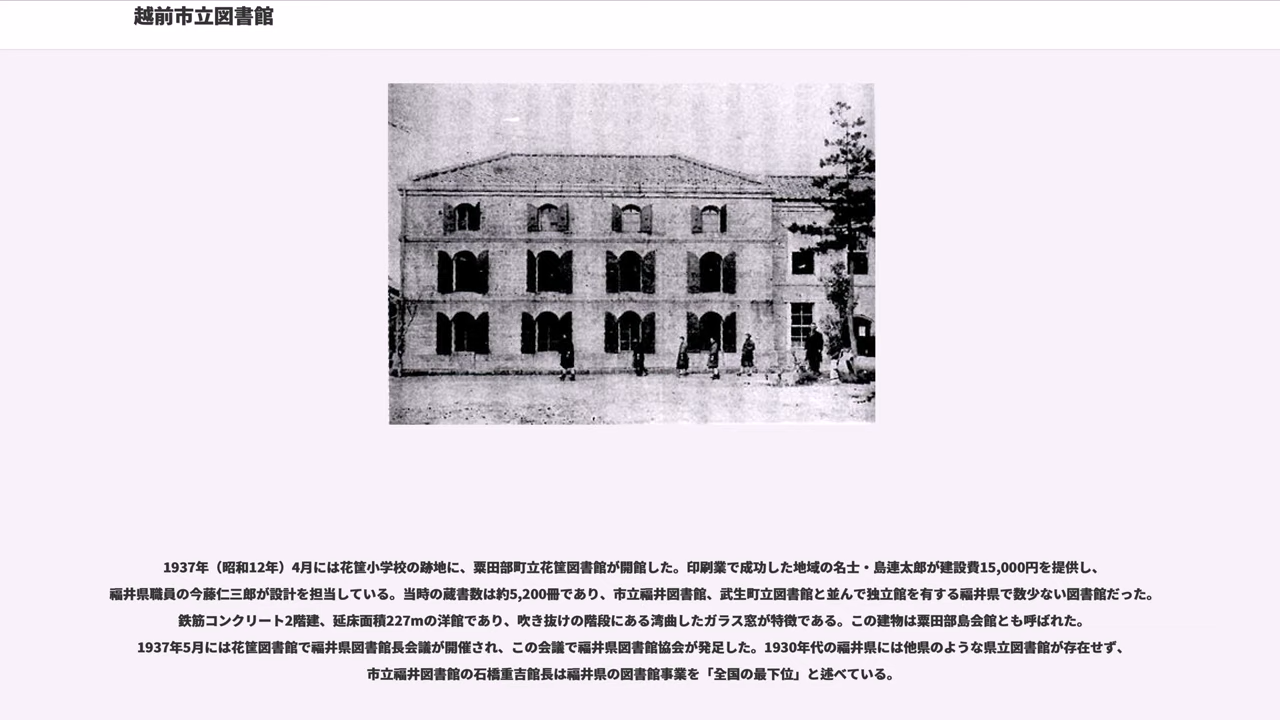 越前市立図書館
1937年（昭和12年）4月には花筐小学校の跡地に、粟田部町立花筐図書館が開館した。印刷業で成功した地域の名士・島連太郎が建設費15,000円を提供し、
福井県職員の今藤仁三郎が設計を担当している。当時の蔵書数は約5,200冊であり、市立福井図書館、武生町立図書館と並んで独立館を有する福井県で数少ない図書館だった。
鉄筋コンクリート2階建、延床面積227mの洋館であり、吹き抜けの階段にある湾曲したガラス窓が特徴である。この建物は粟田部島会館とも呼ばれた。
1937年5月には花筐図書館で福井県図書館長会議が開催され、この会議で福井県図書館協会が発足した。1930年代の福井県には他県のような県立図書館が存在せず、
市立福井図書館の石橋重吉館長は福井県の図書館事業を「全国の最下位」と述べている。